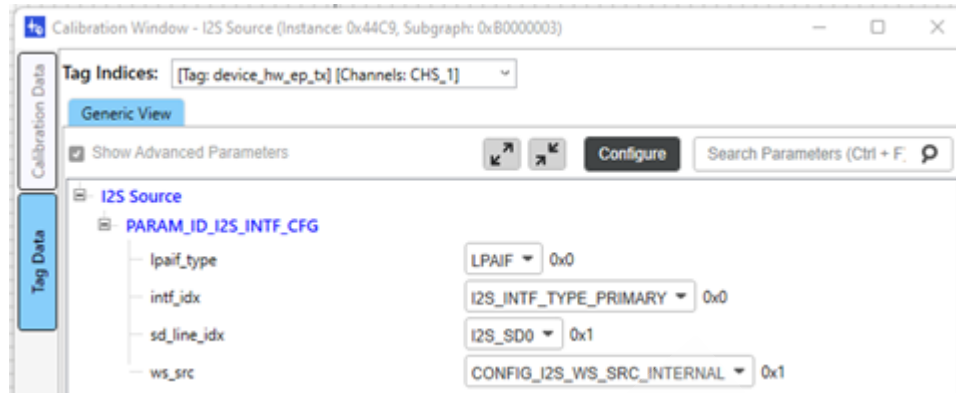 Calibration Window - I2S Source (Instance: 0x44C9, Subgraph: 0xB0000003)
Calibration Data
Tag Data
Tag Indices: [Tag: device_hw_ep_tx] [Channels: CHS_1]
Generic View
Show Advanced Parameters Configure Search Parameters (Ctrl + F
I2S Source
PARAM_ID_I2S_INTF_CFG
lpaif_type LPAIF 0x0
intf_idx I2S_INTF_TYPE_PRIMARY 0x0
sd_line_idx I2S_SD0 0x1
ws_src CONFIG_I2S_WS_SRC_INTERNAL 0x1